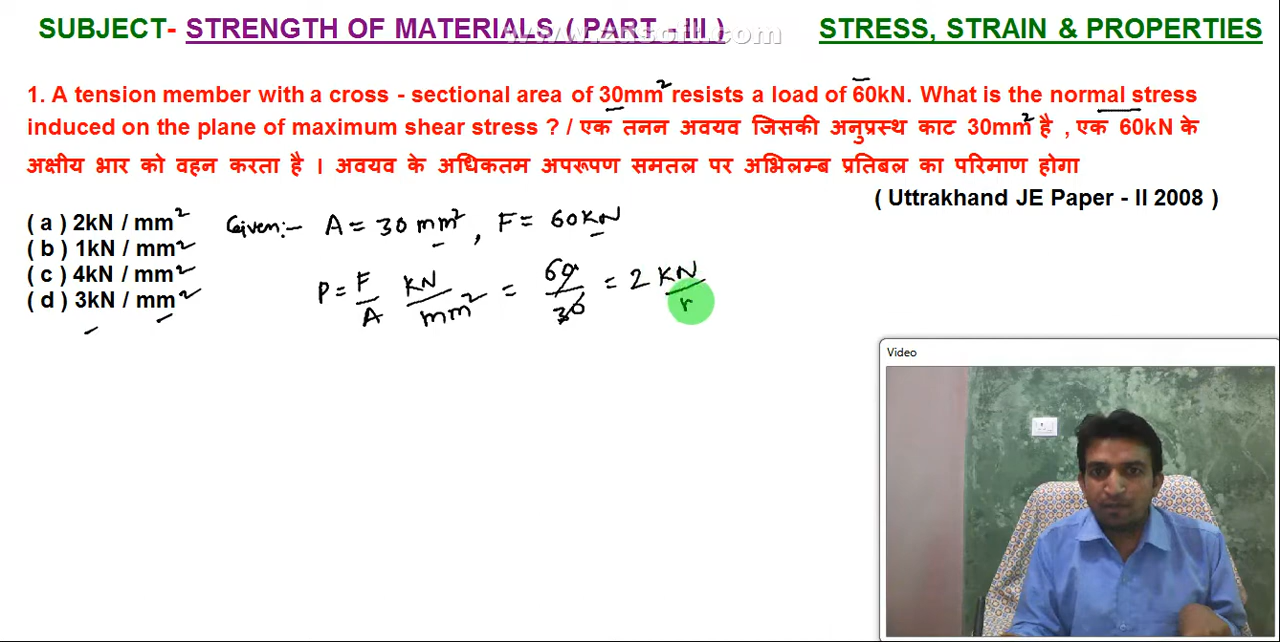 SUBJECT- STRENGTH OF MATERIALS ( PART - III ) STRESS, STRAIN & PROPERTIES
www.zdsoft.com
1. A tension member with a cross - sectional area of 30mm² resists a load of 60kN. What is the normal stress
induced on the plane of maximum shear stress ? / एक तनन अवयव जिसकी अनुप्रस्थ काट 30mm² है , एक 60kN के
अक्षीय भार को वहन करता है । अवयव के अधिकतम अपरूपण समतल पर अभिलम्ब प्रतिबल का परिमाण होगा
( Uttrakhand JE Paper - II 2008 )
( a ) 2kN / mm² Given:- A = 30 mm² , F = 60 KN
( b ) 1kN / mm²
( c ) 4kN / mm² P = F/A KN/mm² = 60/30 = 2 KN/
( d ) 3kN / mm²
Video